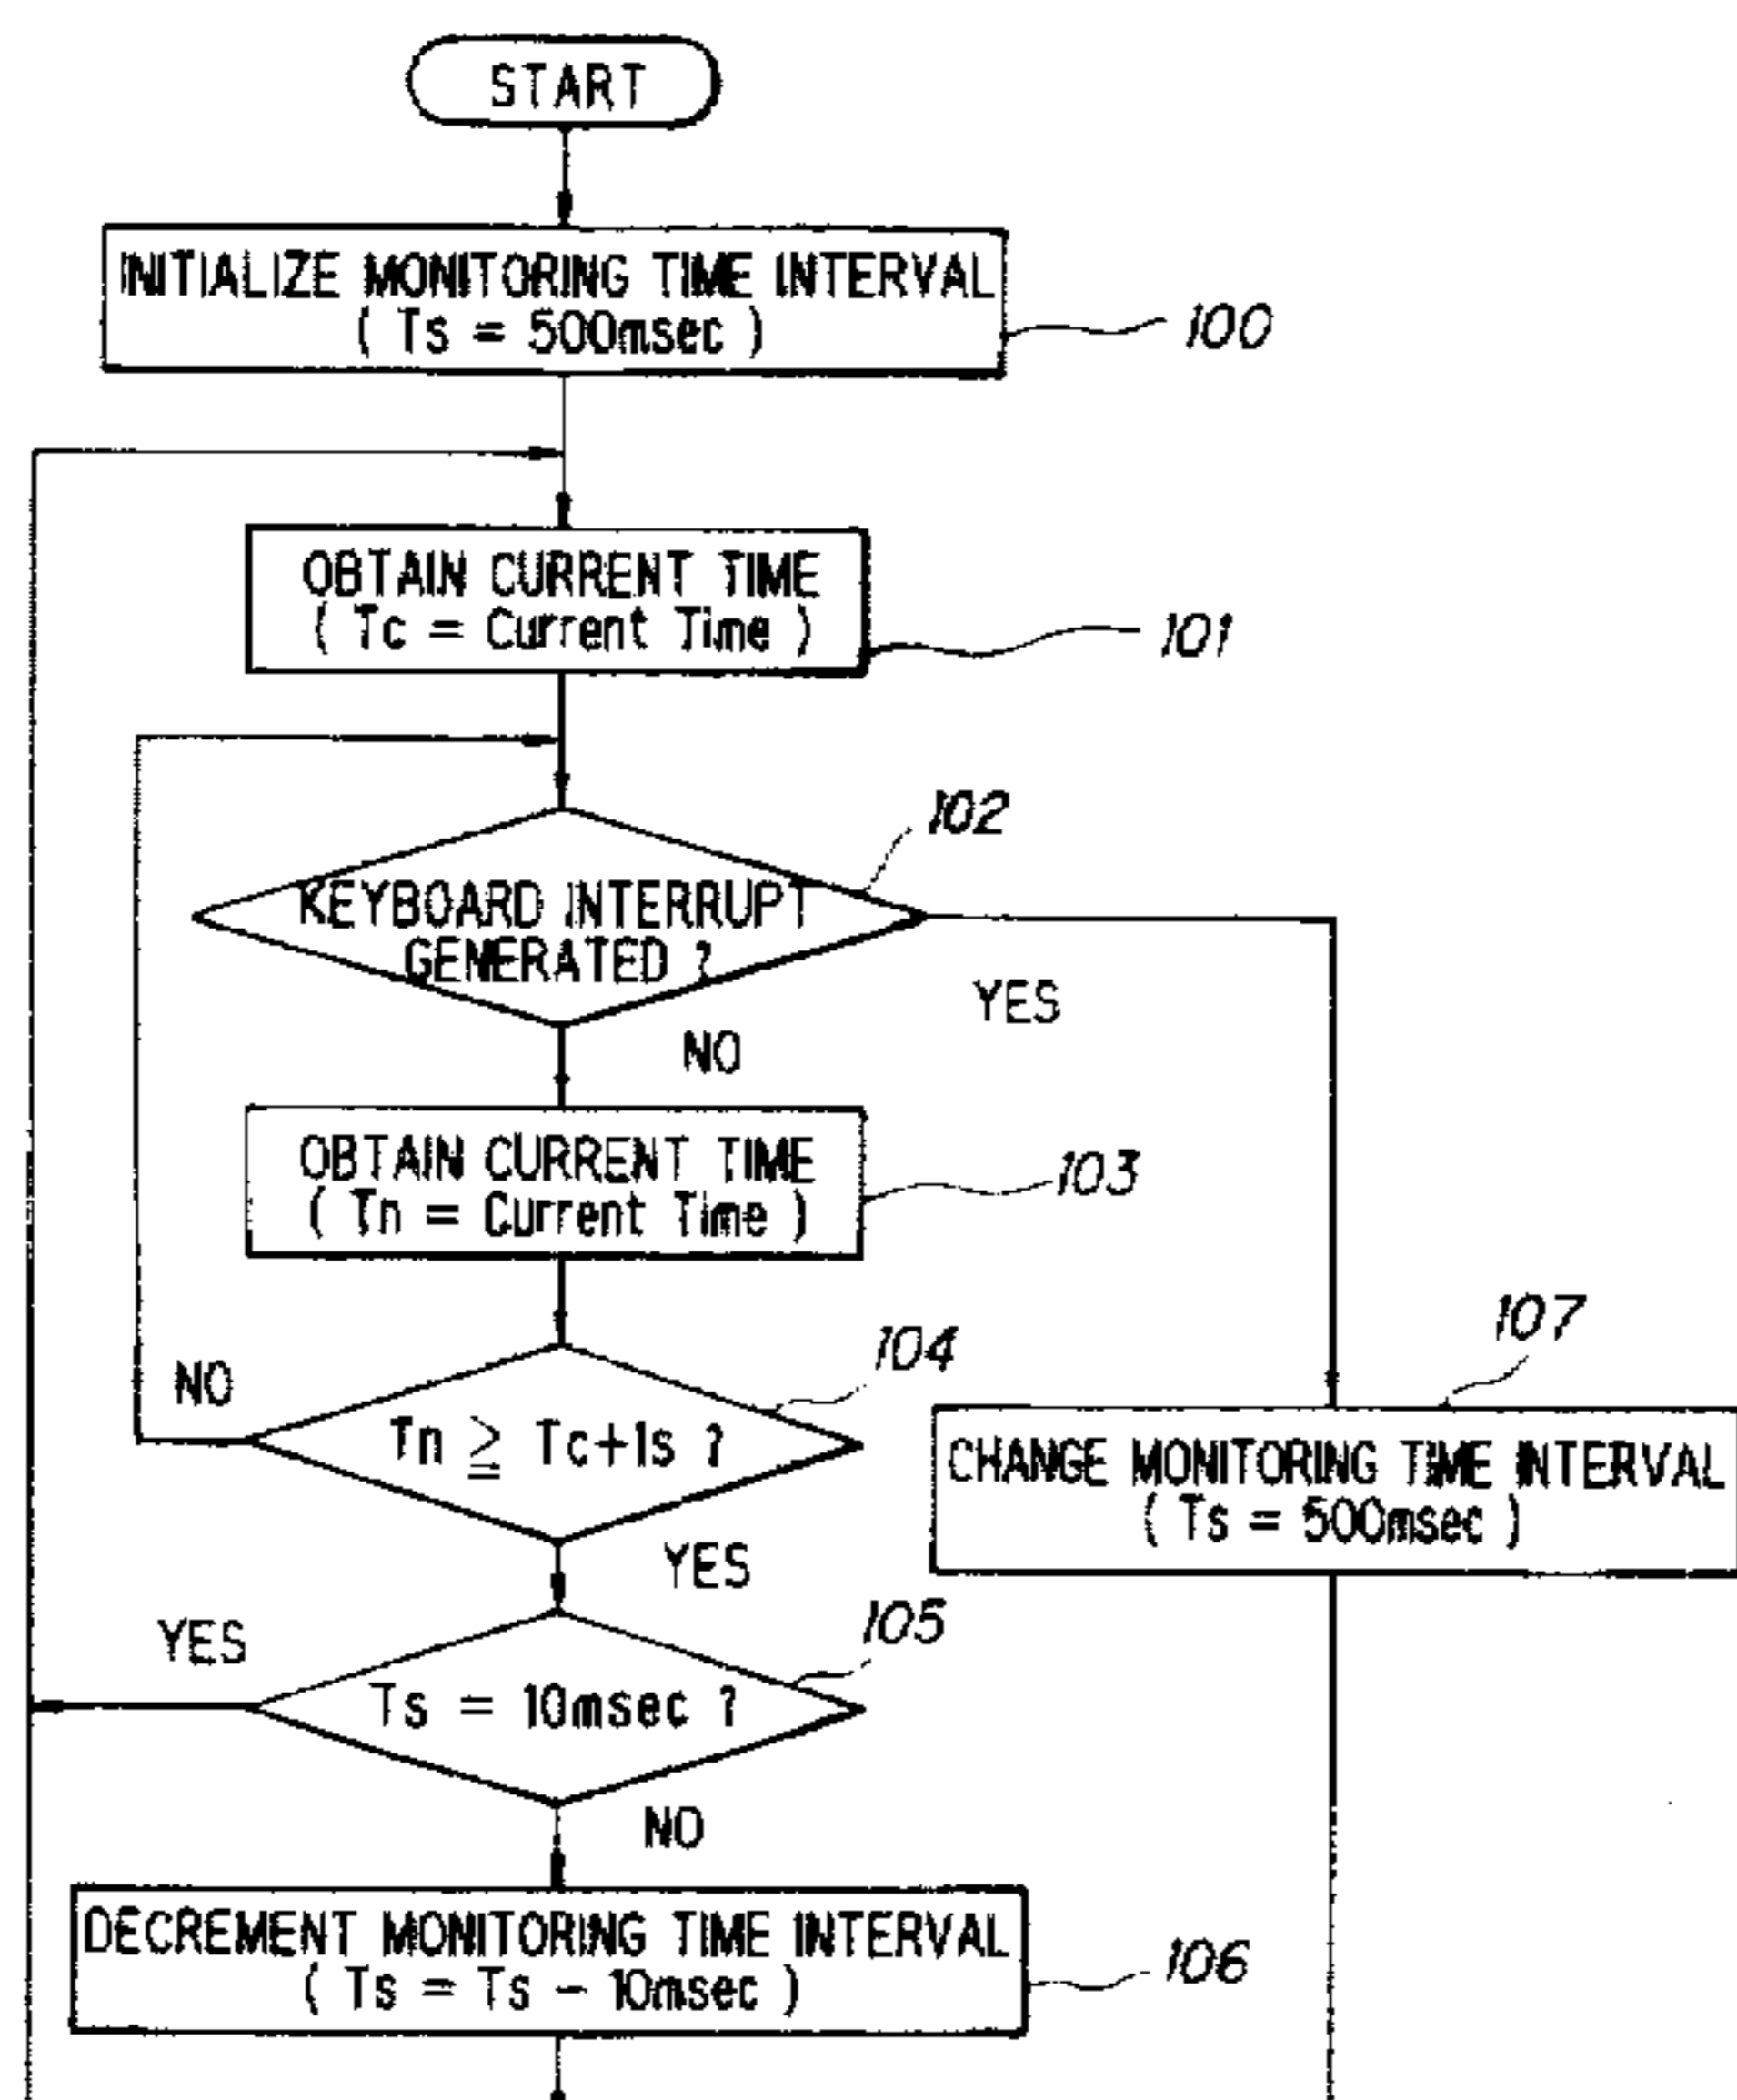 START
INITIALIZE MONITORING TIME INTERVAL
( Ts = 500msec )
100
OBTAIN CURRENT TIME
( Tc = Current Time )
101
102
KEYBOARD INTERRUPT
GENERATED ?
YES
NO
OBTAIN CURRENT TIME
( Tn = Current Time )
103
104
NO
Tn ≧ Tc+1s ?
YES
107
CHANGE MONITORING TIME INTERVAL
( Ts = 500msec )
105
YES
Ts = 10msec ?
NO
DECREMENT MONITORING TIME INTERVAL
( Ts = Ts - 10msec )
106